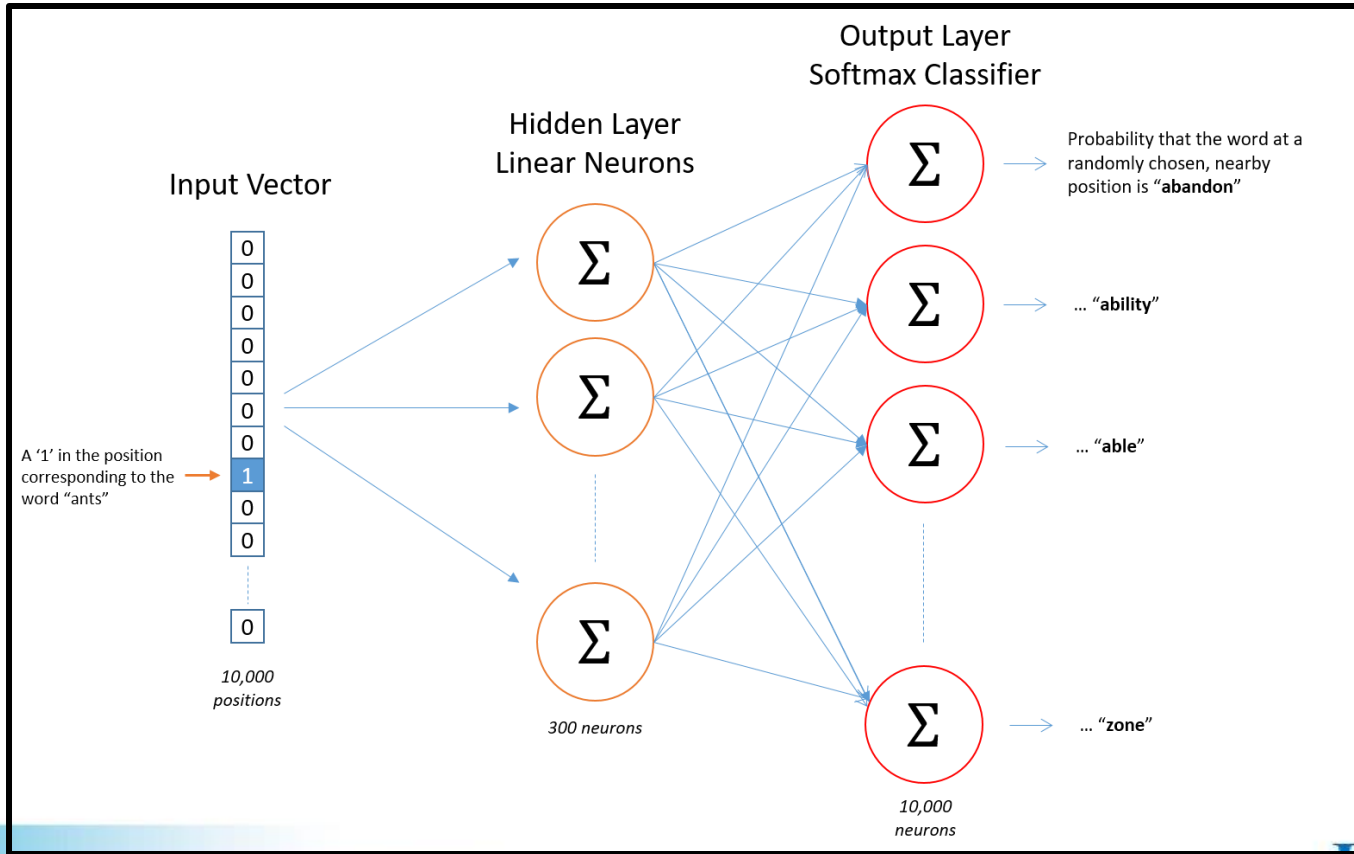 Input Vector
0
0
0
0
0
0
0
1
0
0
0
A ‘1’ in the position
corresponding to the
word “ants”
10,000
positions
Hidden Layer
Linear Neurons
Σ
Σ
Σ
300 neurons
Output Layer
Softmax Classifier
Σ
Σ
Σ
Σ
10,000
neurons
Probability that the word at a
randomly chosen, nearby
position is “abandon”
... “ability”
... “able”
... “zone”